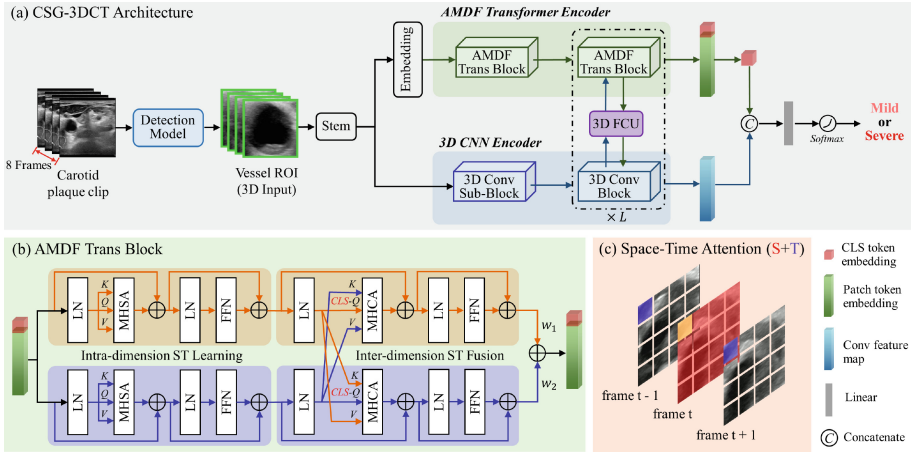 (a) CSG-3DCT Architecture
AMDF Transformer Encoder
Embedding
AMDF
Trans Block
AMDF
Trans Block
8 Frames
Carotid
plaque clip
Detection
Model
Vessel ROI
(3D Input)
Stem
3D FCU
3D CNN Encoder
3D Conv
Sub-Block
3D Conv
Block
× L
C
Softmax
Mild
or
Severe
(b) AMDF Trans Block
LN
K
Q
V
MHSA
LN
FFN
LN
K
CLS-Q
V
MHCA
LN
FFN
w1
Intra-dimension ST Learning
Inter-dimension ST Fusion
LN
K
Q
V
MHSA
LN
FFN
LN
K
CLS-Q
V
MHCA
LN
FFN
w2
(c) Space-Time Attention (S+T)
frame t - 1
frame t
frame t + 1
CLS token
embedding
Patch token
embedding
Conv feature
map
Linear
C
Concatenate